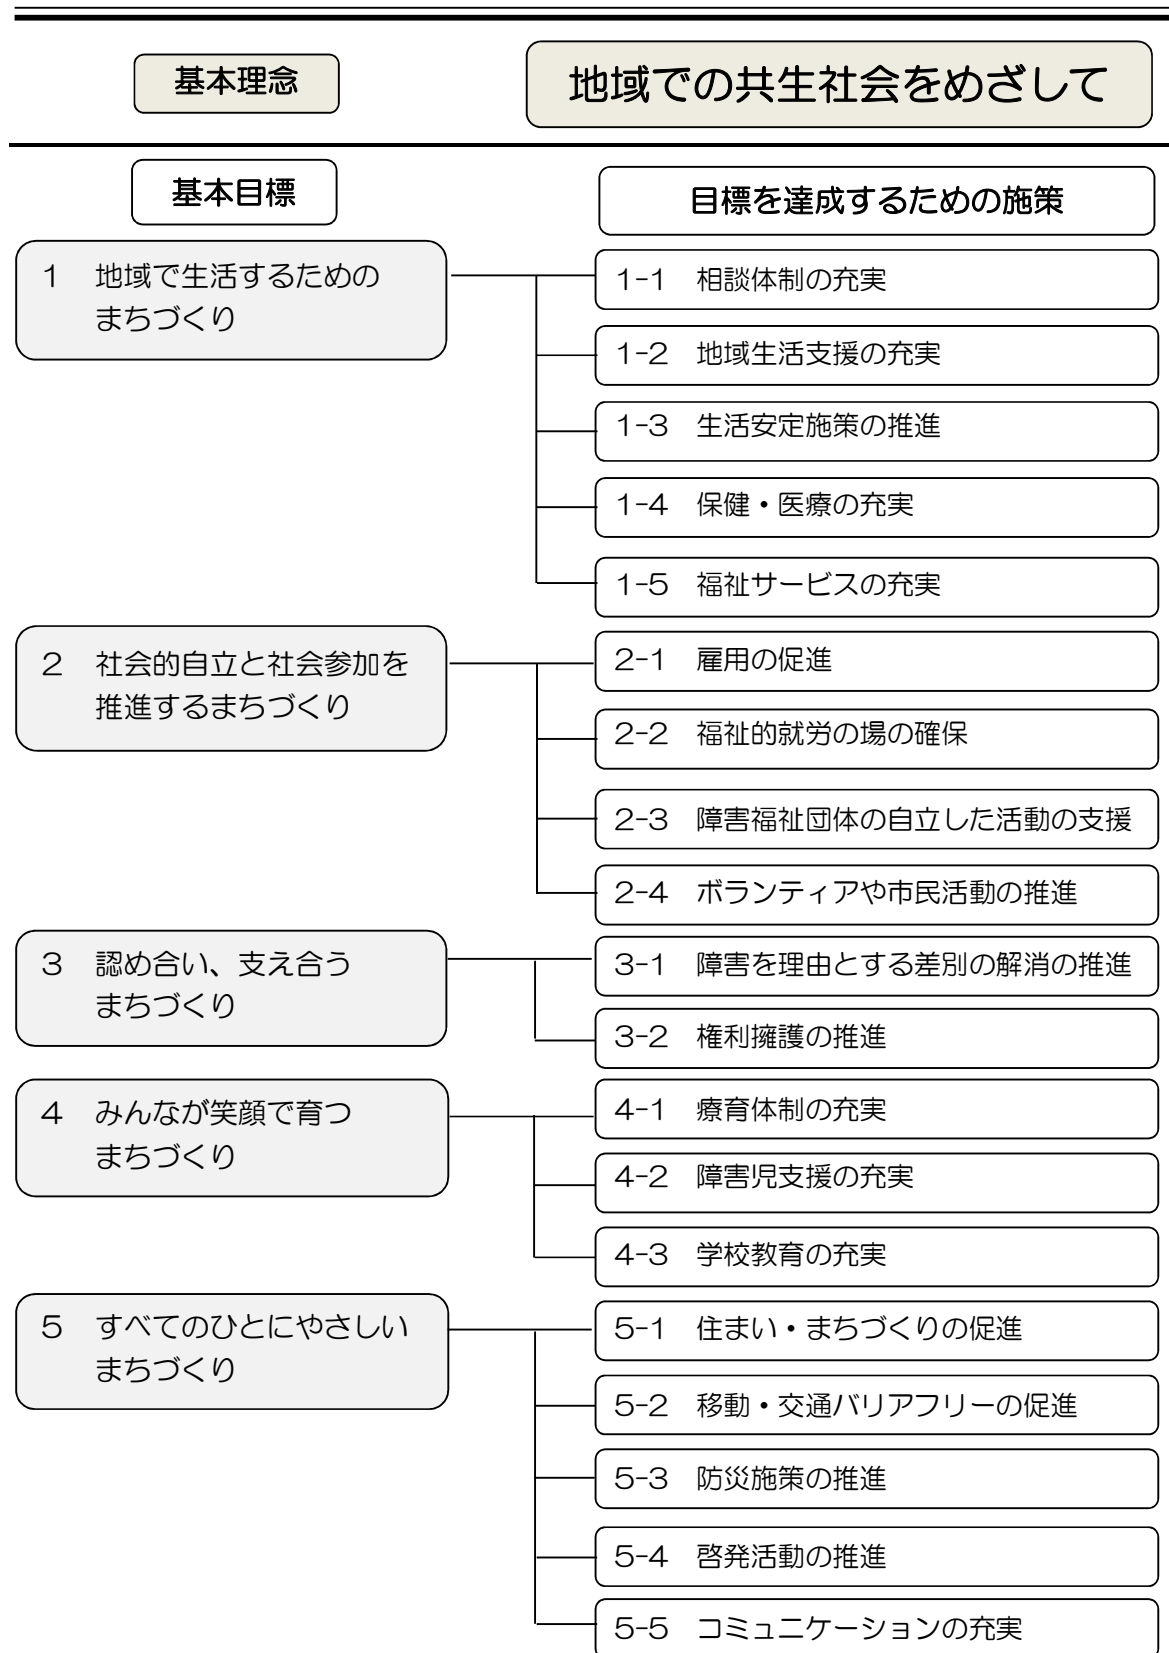 基本理念
地域での共生社会をめざして
基本目標
目標を達成するための施策
1 地域で生活するための
まちづくり
1-1 相談体制の充実
1-2 地域生活支援の充実
1-3 生活安定施策の推進
1-4 保健・医療の充実
1-5 福祉サービスの充実
2 社会的自立と社会参加を
推進するまちづくり
2-1 雇用の促進
2-2 福祉的就労の場の確保
2-3 障害福祉団体の自立した活動の支援
2-4 ボランティアや市民活動の推進
3 認め合い、支え合う
まちづくり
3-1 障害を理由とする差別の解消の推進
3-2 権利擁護の推進
4 みんなが笑顔で育つ
まちづくり
4-1 療育体制の充実
4-2 障害児支援の充実
4-3 学校教育の充実
5 すべてのひとにやさしい
まちづくり
5-1 住まい・まちづくりの促進
5-2 移動・交通バリアフリーの促進
5-3 防災施策の推進
5-4 啓発活動の推進
5-5 コミュニケーションの充実